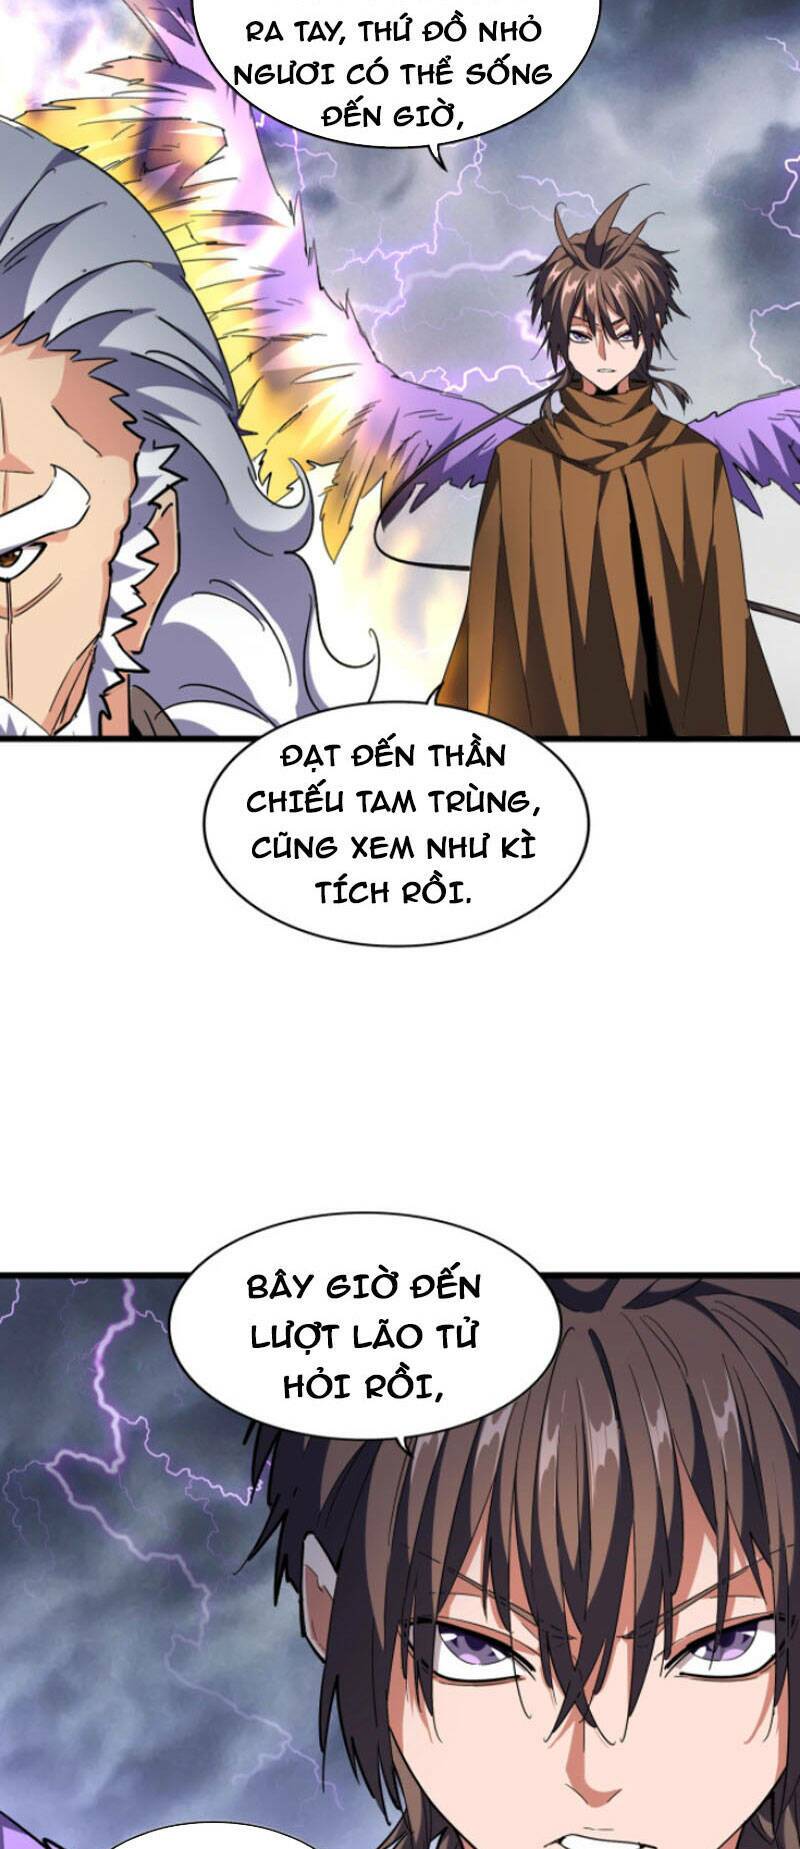 RA TAY, THỨ ĐỒ NHỎ
NGƯƠI CÓ THỂ SỐNG
ĐẾN GIỜ,
ĐẠT ĐẾN THẦN
CHIẾU TAM TRÙNG,
CŨNG XEM NHƯ KÌ
TÍCH RỒI.
BÂY GIỜ ĐẾN
LƯỢT LÃO TỬ
HỎI RỒI,